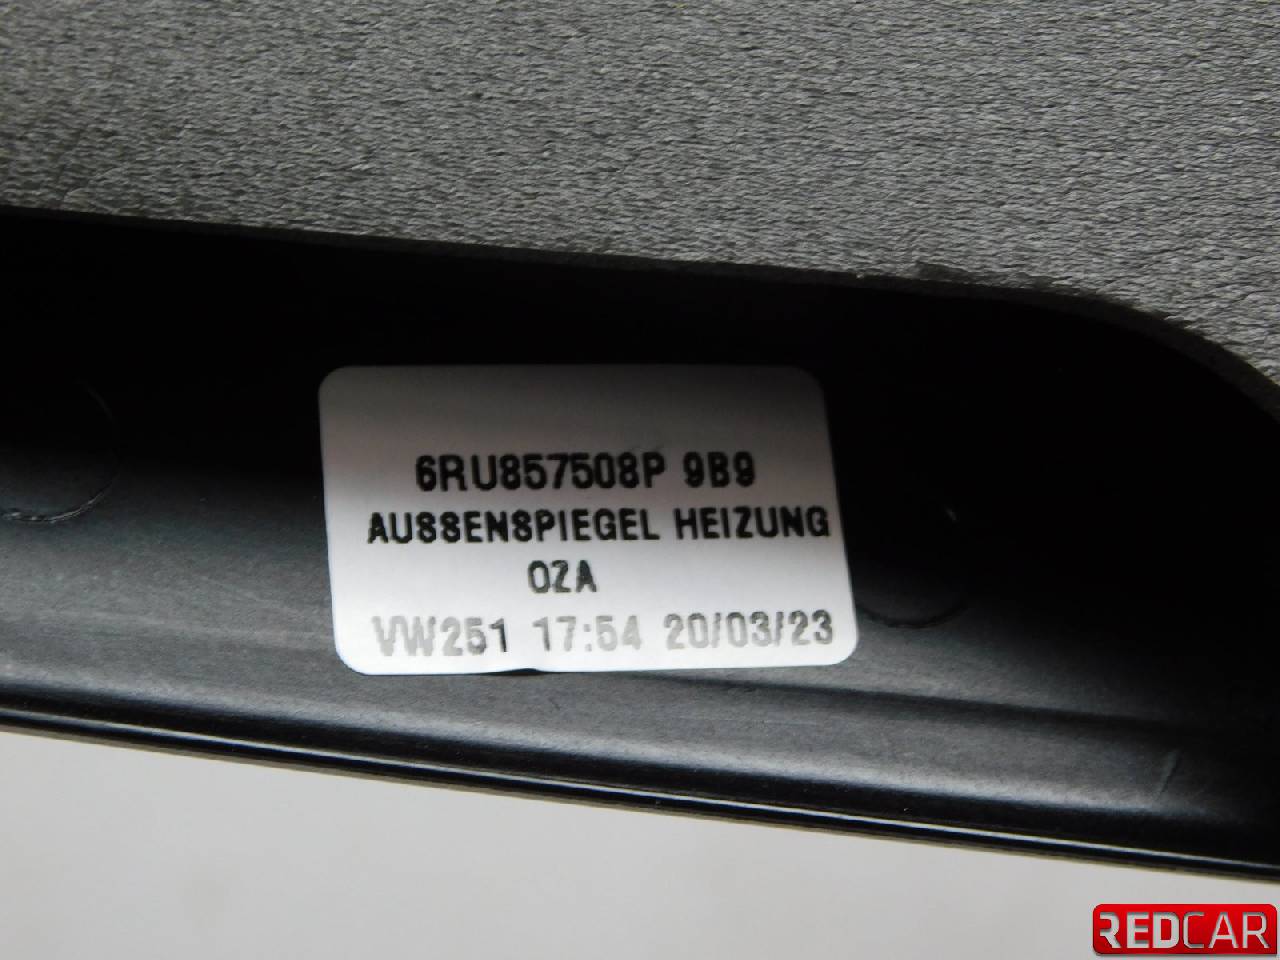 6RU857508P 9B9
AUSSENSPIEGEL HEIZUNG
OZA
VW251 17:54 20/03/23
REDCAR